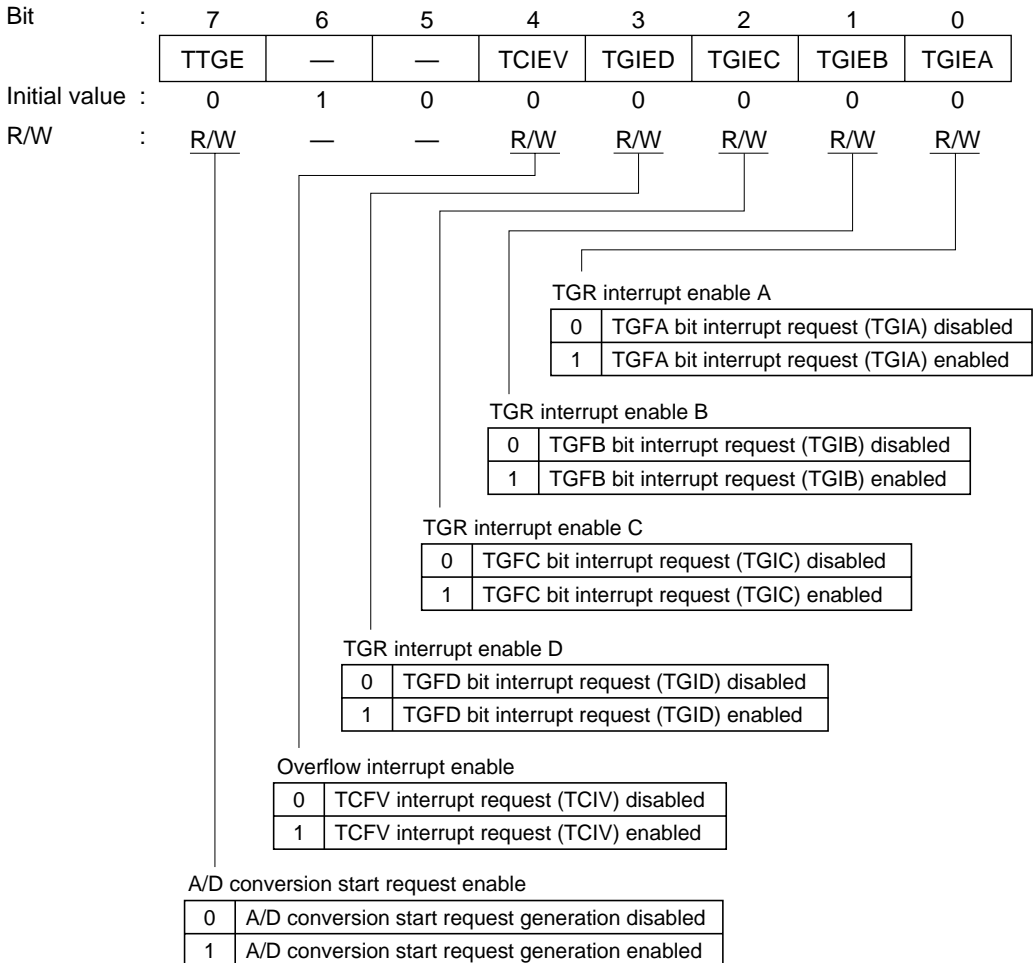 Bit : 7 6 5 4 3 2 1 0
TTGE — — TCIEV TGIED TGIEC TGIEB TGIEA
Initial value : 0 1 0 0 0 0 0 0
R/W : R/W — — R/W R/W R/W R/W R/W
TGR interrupt enable A
0 TGFA bit interrupt request (TGIA) disabled
1 TGFA bit interrupt request (TGIA) enabled
TGR interrupt enable B
0 TGFB bit interrupt request (TGIB) disabled
1 TGFB bit interrupt request (TGIB) enabled
TGR interrupt enable C
0 TGFC bit interrupt request (TGIC) disabled
1 TGFC bit interrupt request (TGIC) enabled
TGR interrupt enable D
0 TGFD bit interrupt request (TGID) disabled
1 TGFD bit interrupt request (TGID) enabled
Overflow interrupt enable
0 TCFV interrupt request (TCIV) disabled
1 TCFV interrupt request (TCIV) enabled
A/D conversion start request enable
0 A/D conversion start request generation disabled
1 A/D conversion start request generation enabled